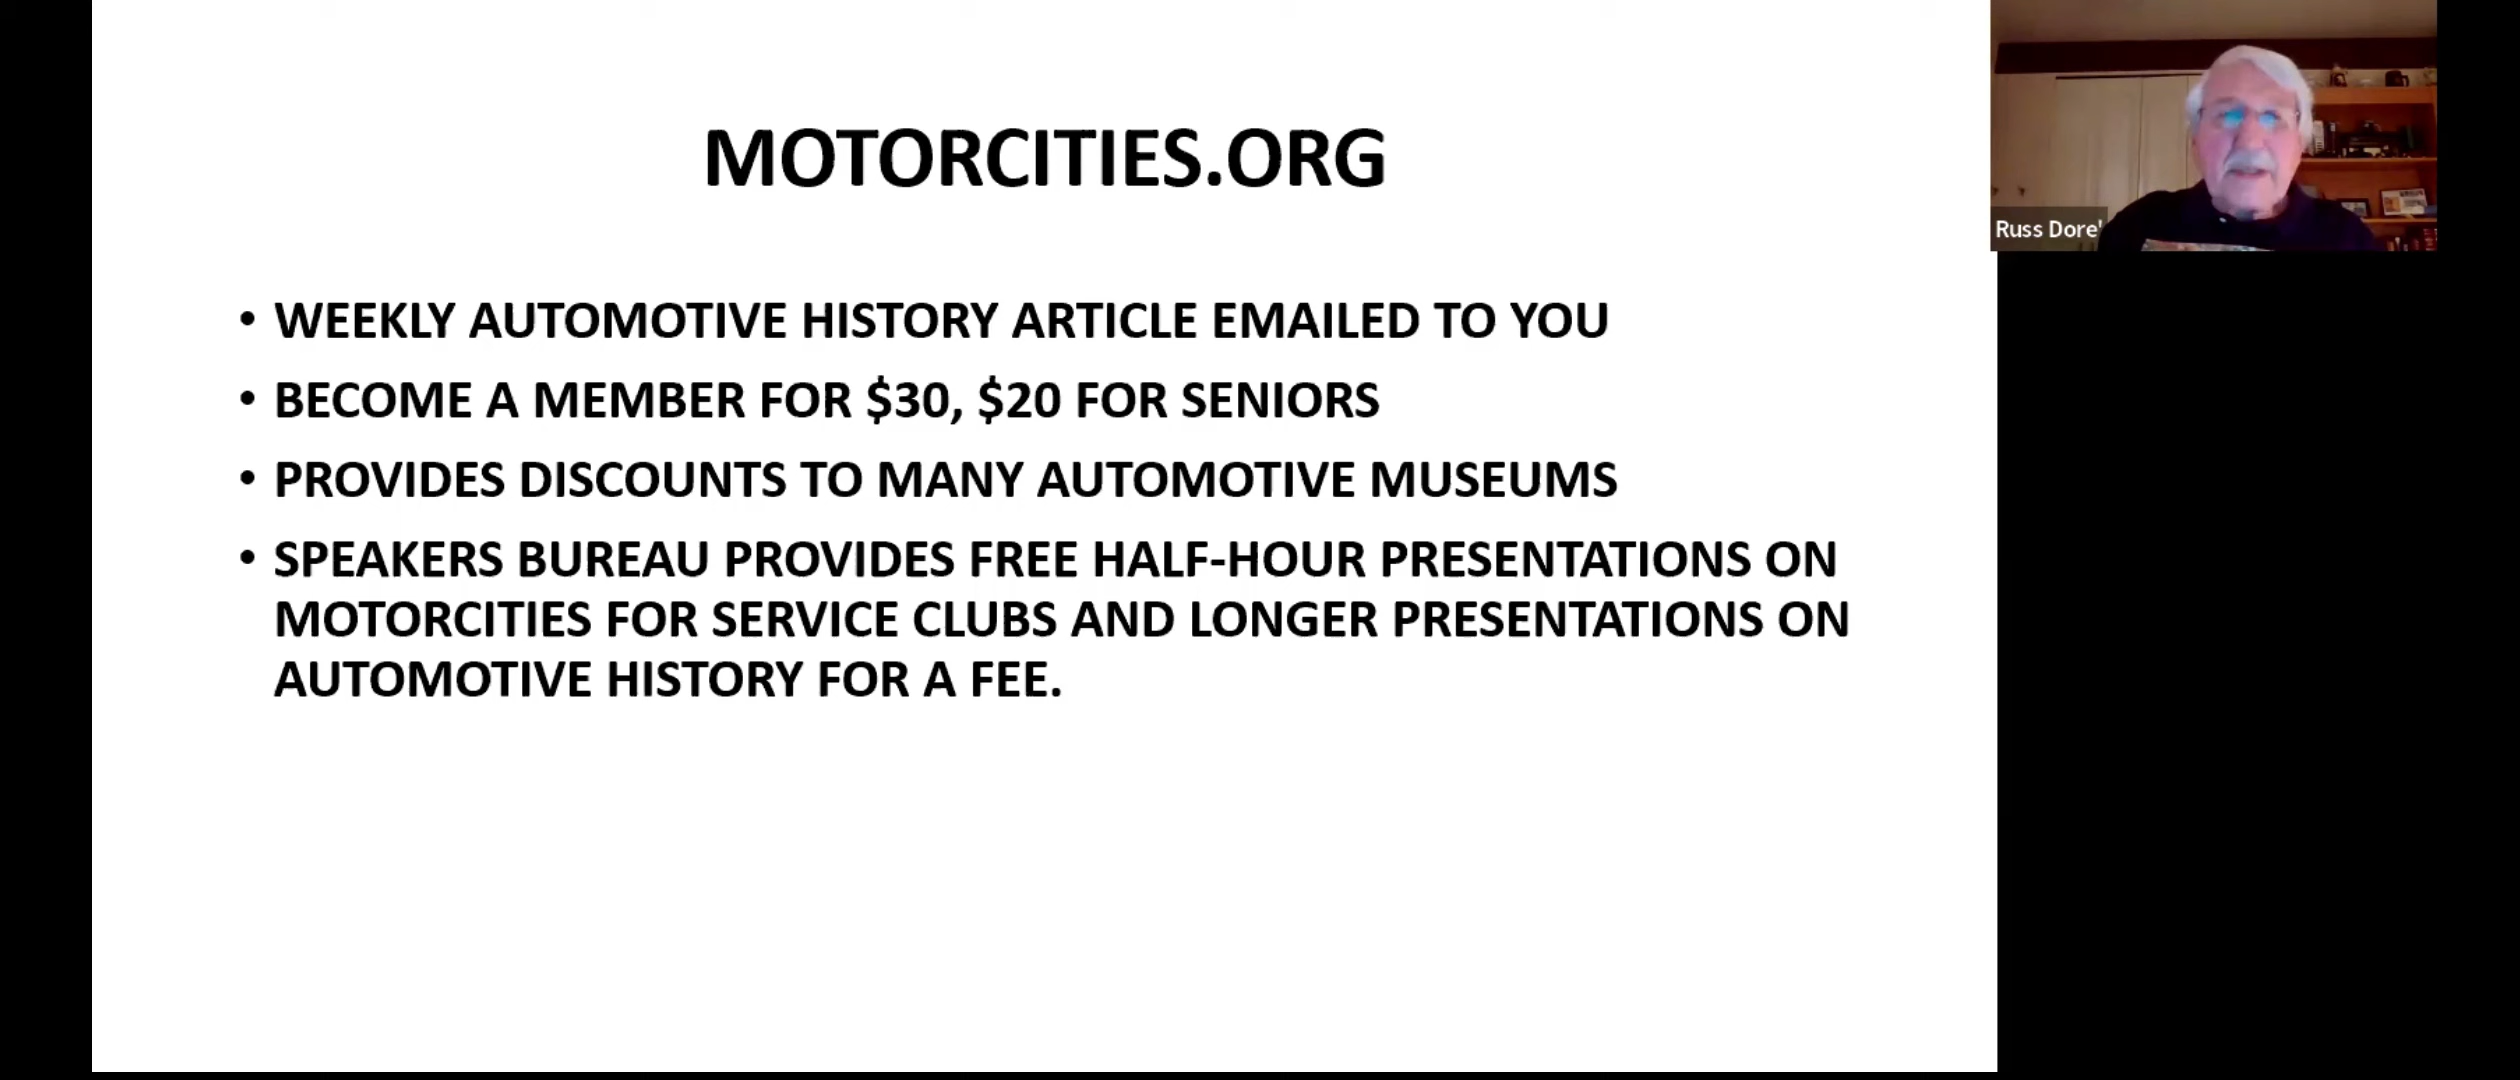 MOTORCITIES.ORG
• WEEKLY AUTOMOTIVE HISTORY ARTICLE EMAILED TO YOU
• BECOME A MEMBER FOR $30, $20 FOR SENIORS
• PROVIDES DISCOUNTS TO MANY AUTOMOTIVE MUSEUMS
• SPEAKERS BUREAU PROVIDES FREE HALF-HOUR PRESENTATIONS ON
MOTORCITIES FOR SERVICE CLUBS AND LONGER PRESENTATIONS ON
AUTOMOTIVE HISTORY FOR A FEE.
Russ Dore'